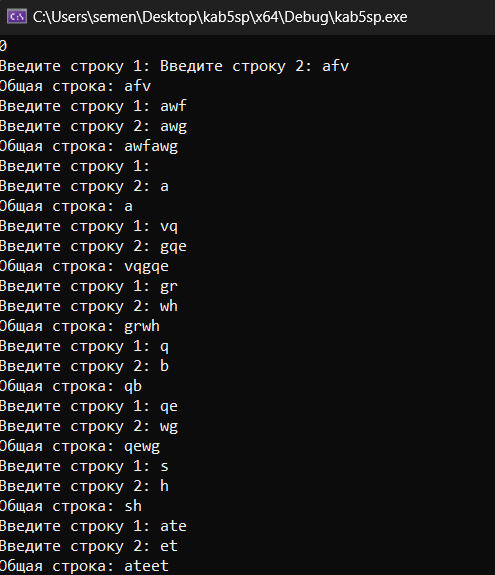 C:\Users\semen\Desktop\kab5sp\x64\Debug\kab5sp.exe
0
Введите строку 1: Введите строку 2: afv
Общая строка: afv
Введите строку 1: awf
Введите строку 2: awg
Общая строка: awfawg
Введите строку 1:
Введите строку 2: a
Общая строка: a
Введите строку 1: vq
Введите строку 2: gqe
Общая строка: vqgqe
Введите строку 1: gr
Введите строку 2: wh
Общая строка: grwh
Введите строку 1: q
Введите строку 2: b
Общая строка: qb
Введите строку 1: qe
Введите строку 2: wg
Общая строка: qewg
Введите строку 1: s
Введите строку 2: h
Общая строка: sh
Введите строку 1: ate
Введите строку 2: et
Общая строка: ateet